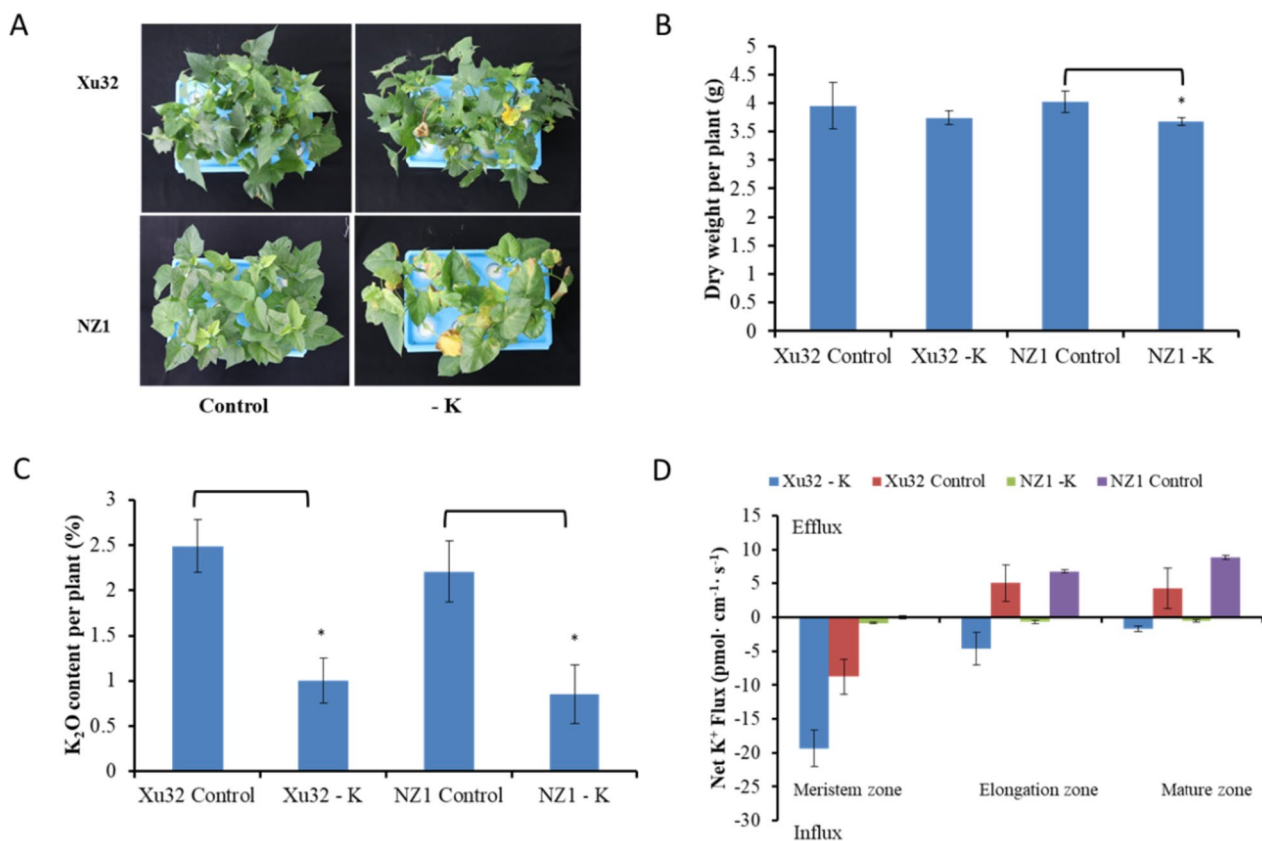 A
Xu32
NZ1
Control
- K
B
Dry weight per plant (g)
5
4.5
4
3.5
3
2.5
2
1.5
1
0.5
0
*
Xu32 Control
Xu32 -K
NZ1 Control
NZ1 -K
C
K₂O content per plant (%)
3
2.5
2
1.5
1
0.5
0
*
*
Xu32 Control
Xu32 - K
NZ1 Control
NZ1 - K
D
Xu32 - K
Xu32 Control
NZ1 -K
NZ1 Control
Net K⁺ Flux (pmol· cm⁻¹· s⁻¹)
15
10
5
0
-5
-10
-15
-20
-25
-30
Efflux
Meristem zone
Elongation zone
Mature zone
Influx